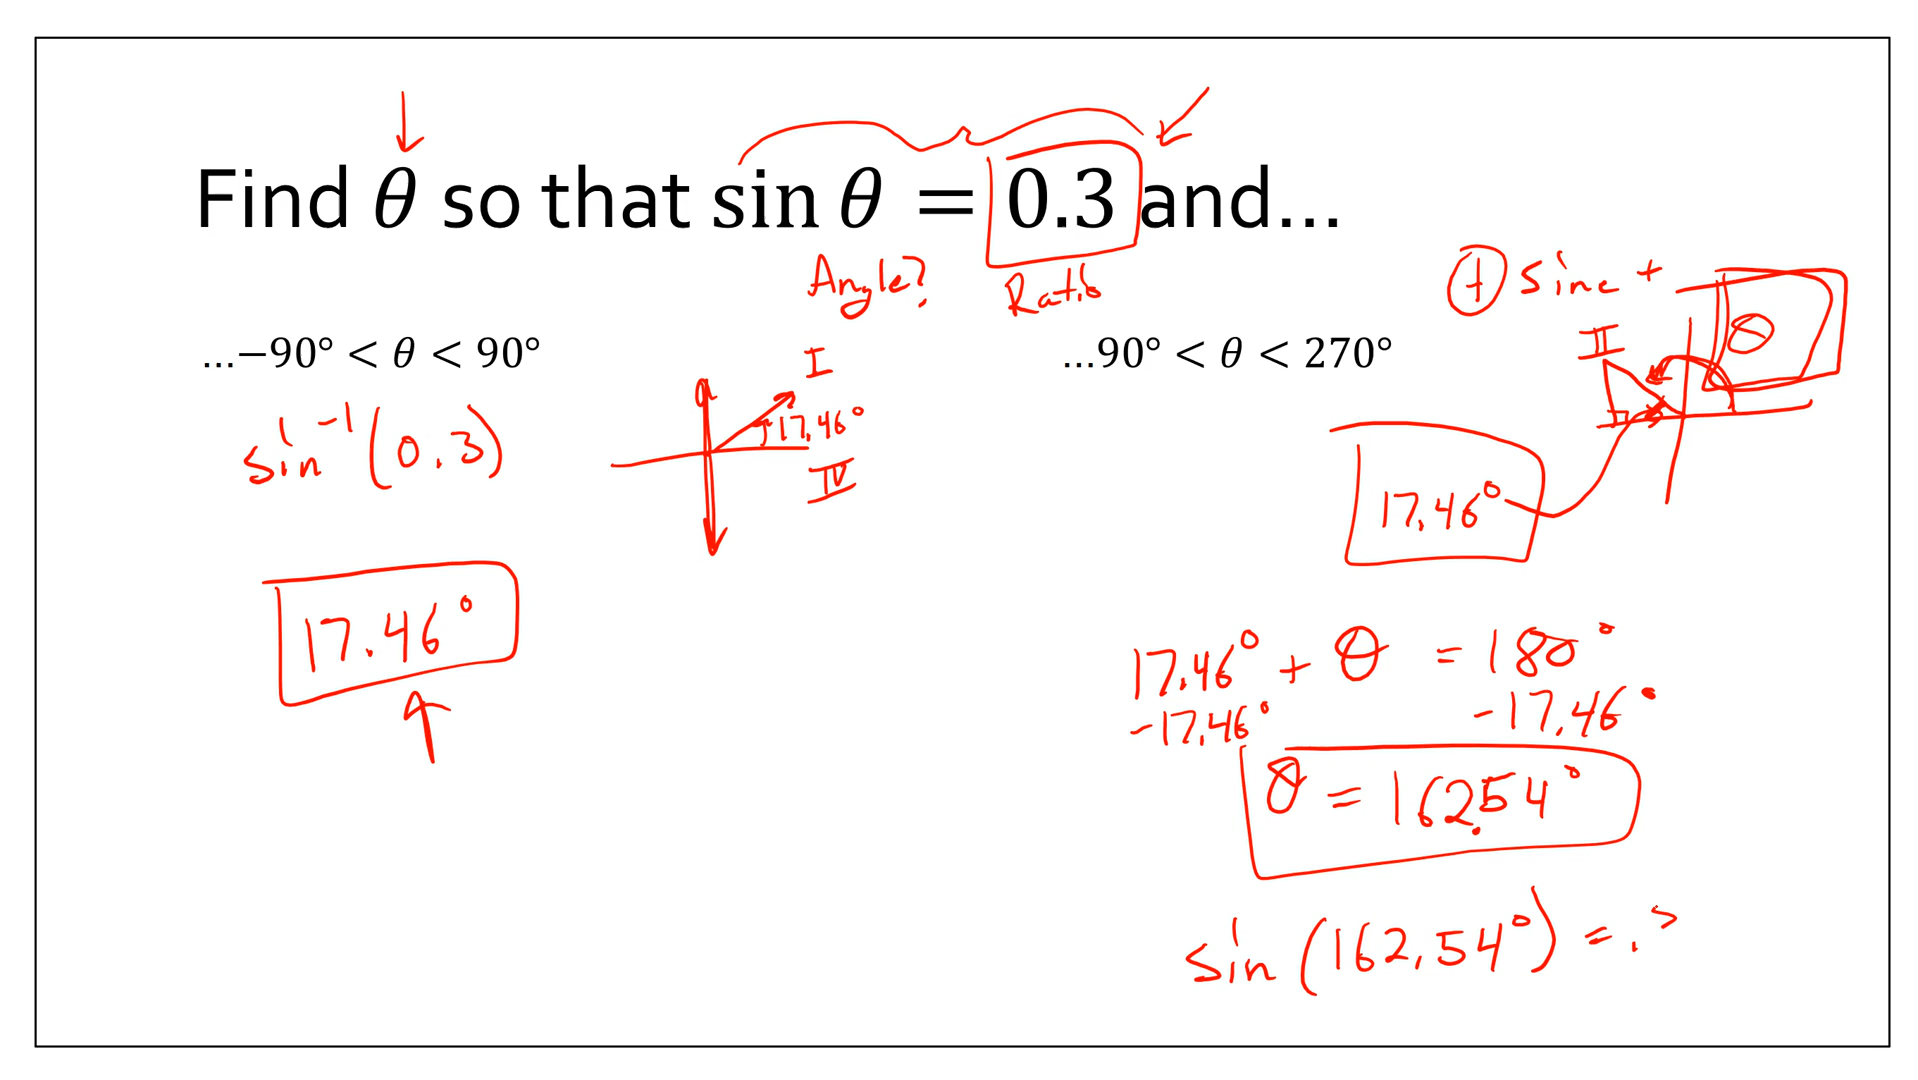 Find θ so that sin θ = 0.3 and...
Angle?
Ratio
+ sine +
II
θ
...−90° < θ < 90°
I
17.46°
IV
sin⁻¹(0.3)
17.46°
...90° < θ < 270°
17.46°
17.46° + θ = 180°
-17.46° -17.46°
θ = 162.54°
sin(162.54°) = .